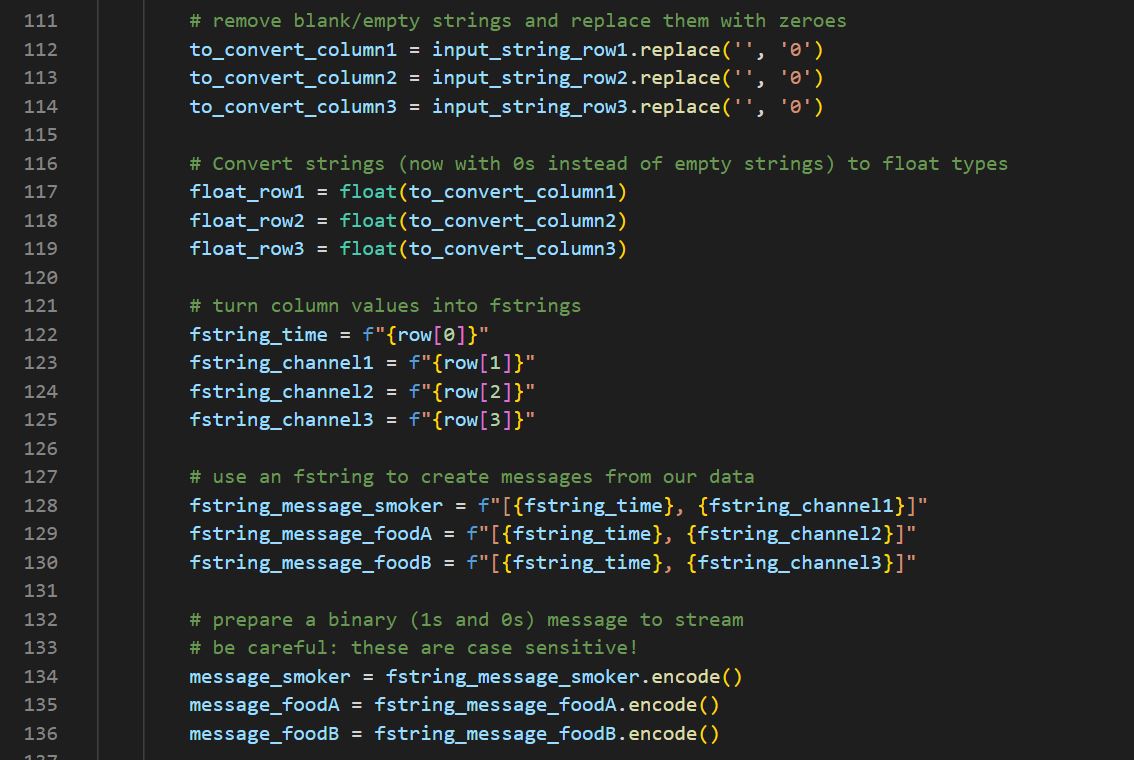 111 # remove blank/empty strings and replace them with zeroes
112 to_convert_column1 = input_string_row1.replace('', '0')
113 to_convert_column2 = input_string_row2.replace('', '0')
114 to_convert_column3 = input_string_row3.replace('', '0')
115
116 # Convert strings (now with 0s instead of empty strings) to float types
117 float_row1 = float(to_convert_column1)
118 float_row2 = float(to_convert_column2)
119 float_row3 = float(to_convert_column3)
120
121 # turn column values into fstrings
122 fstring_time = f"{row[0]}"
123 fstring_channel1 = f"{row[1]}"
124 fstring_channel2 = f"{row[2]}"
125 fstring_channel3 = f"{row[3]}"
126
127 # use an fstring to create messages from our data
128 fstring_message_smoker = f"[{fstring_time}, {fstring_channel1}]"
129 fstring_message_foodA = f"[{fstring_time}, {fstring_channel2}]"
130 fstring_message_foodB = f"[{fstring_time}, {fstring_channel3}]"
131
132 # prepare a binary (1s and 0s) message to stream
133 # be careful: these are case sensitive!
134 message_smoker = fstring_message_smoker.encode()
135 message_foodA = fstring_message_foodA.encode()
136 message_foodB = fstring_message_foodB.encode()
137